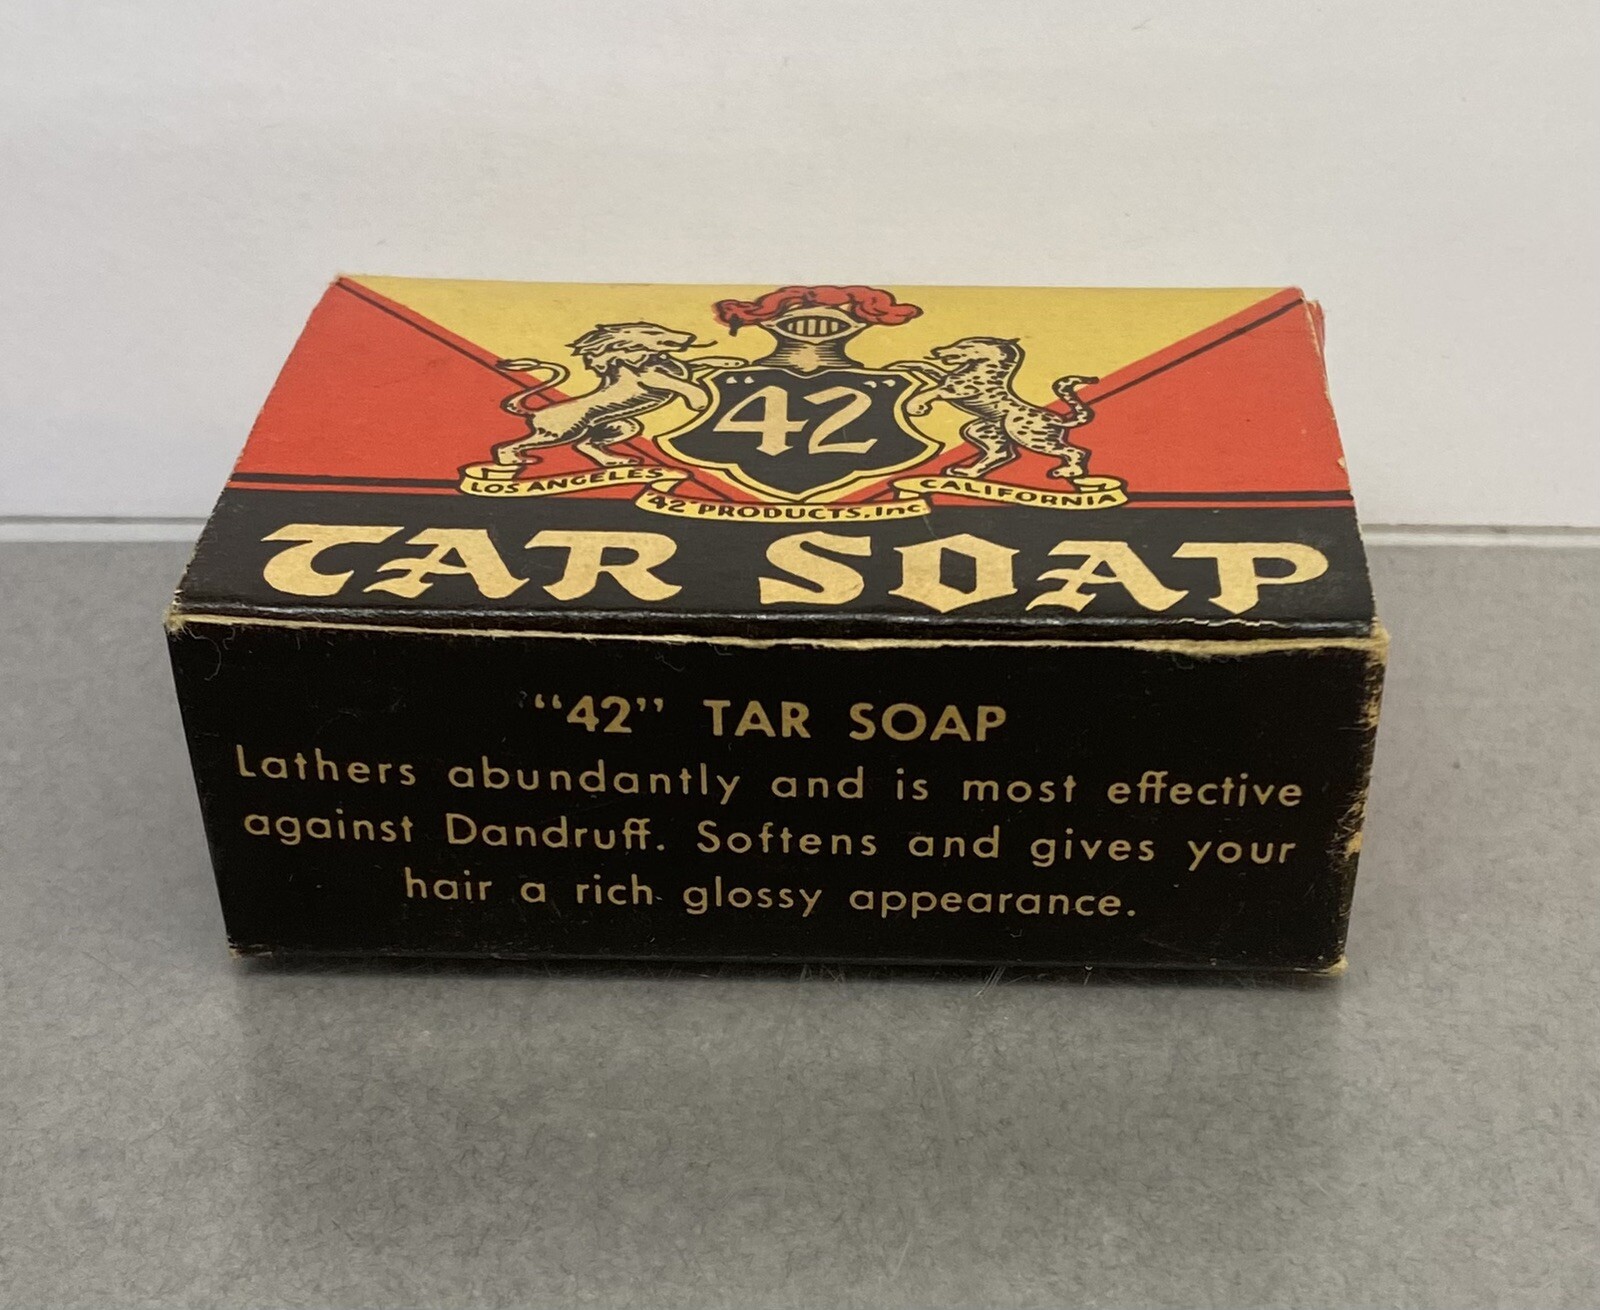 "42"
LOS ANGELES
CALIFORNIA
"42" PRODUCTS, Inc.
TAR SOAP
"42" TAR SOAP
Lathers abundantly and is most effective
against Dandruff. Softens and gives your
hair a rich glossy appearance.